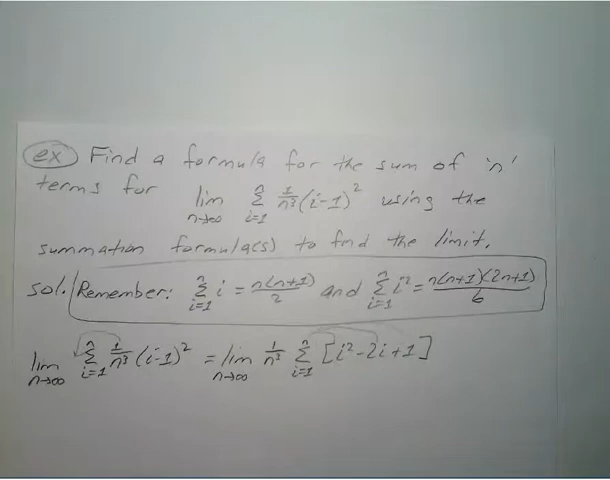 ex Find a formula for the sum of 'n'
terms for lim n→∞ n Σ i=1 1/n³ (i-1)² using the
summation formula(s) to find the limit.
sol. Remember: n Σ i=1 i = n(n+1)/2 and n Σ i=1 i² = n(n+1)(2n+1)/6
lim n→∞ n Σ i=1 1/n³ (i-1)² = lim n→∞ 1/n³ n Σ i=1 [i²-2i+1]